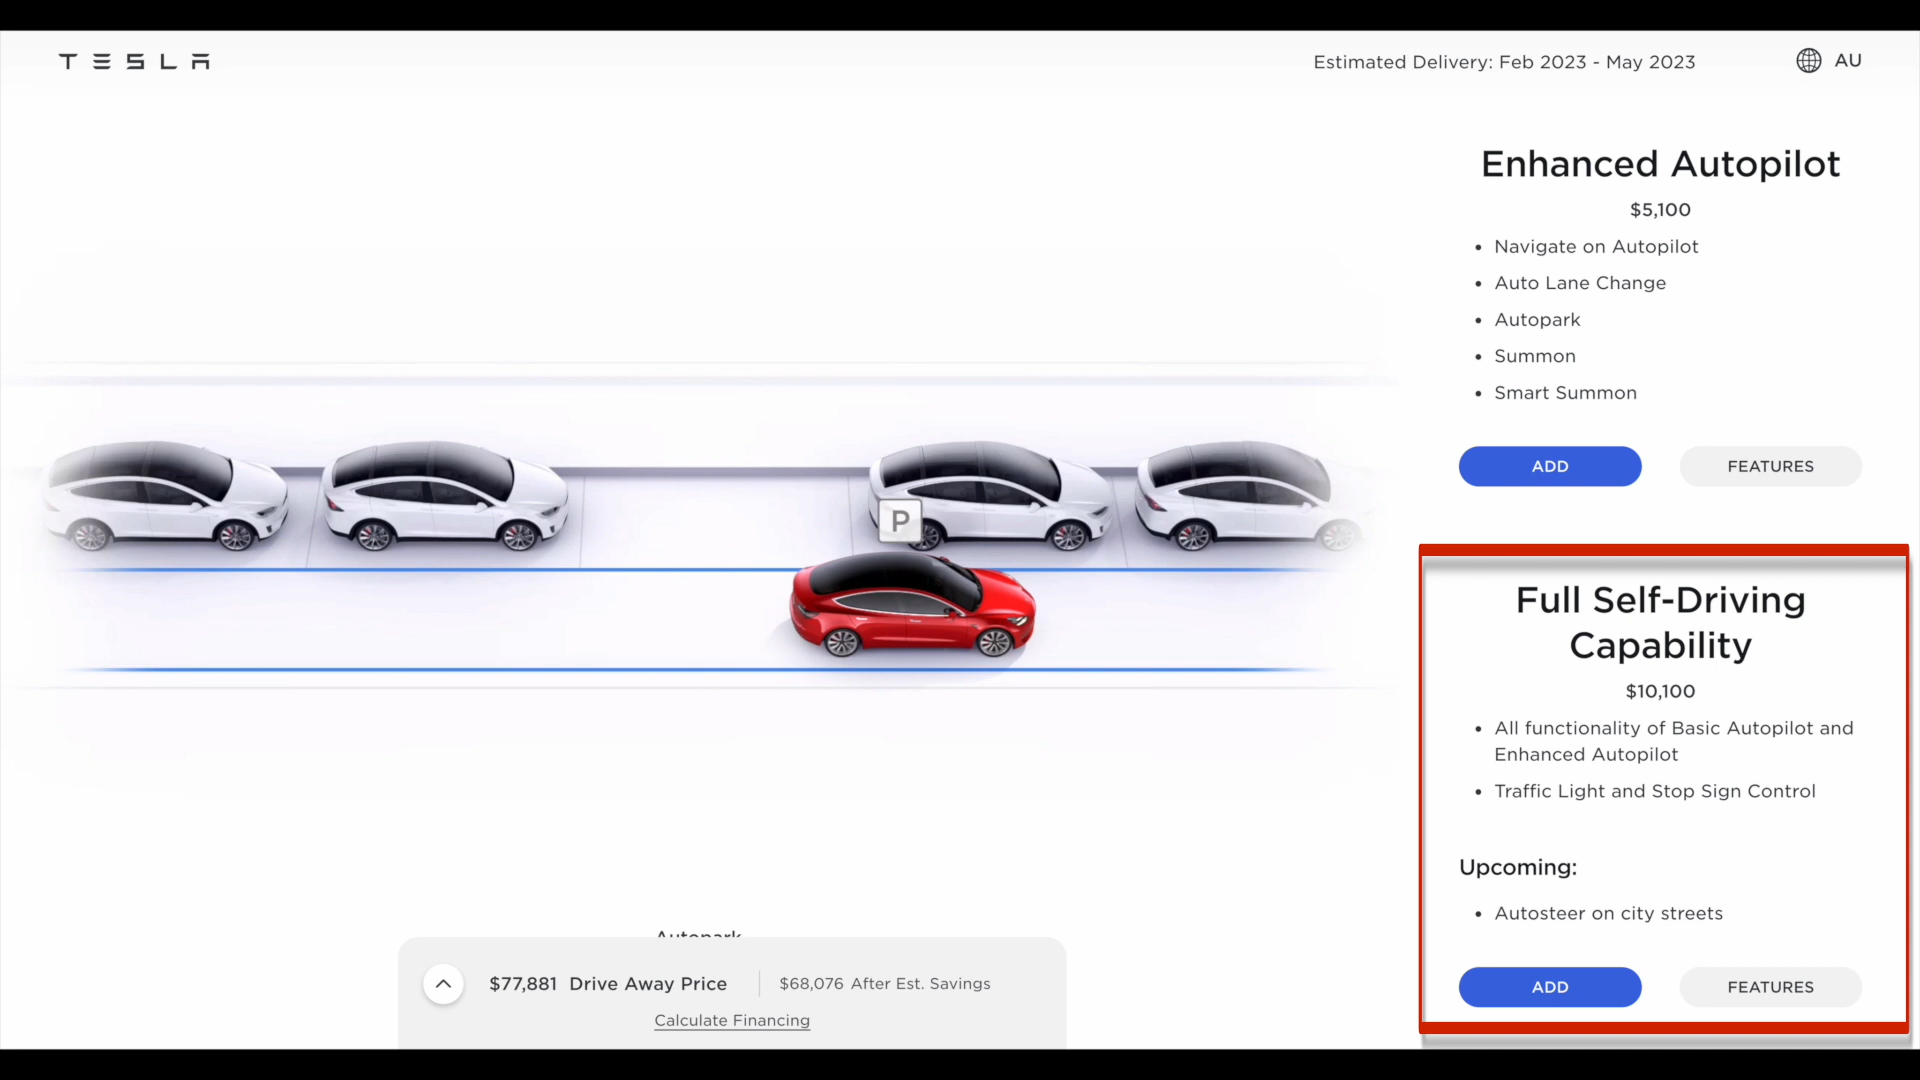 TESLA
Estimated Delivery: Feb 2023 - May 2023
AU
Enhanced Autopilot
$5,100
• Navigate on Autopilot
• Auto Lane Change
• Autopark
• Summon
• Smart Summon
ADD
FEATURES
P
Full Self-Driving
Capability
$10,100
• All functionality of Basic Autopilot and
Enhanced Autopilot
• Traffic Light and Stop Sign Control
Upcoming:
• Autosteer on city streets
ADD
FEATURES
Autopark
$77,881 Drive Away Price
$68,076 After Est. Savings
Calculate Financing